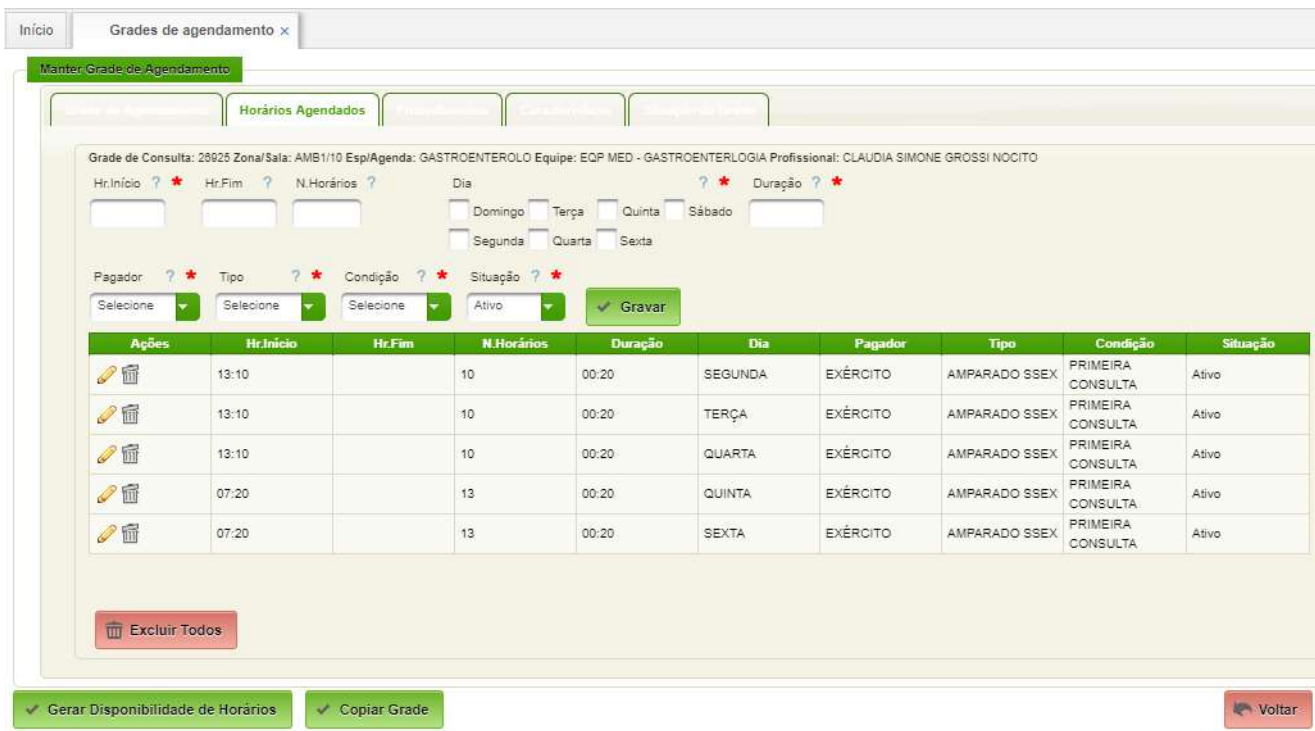 Início Grades de agendamento x
Manter Grade de Agendamento
Horários Agendados
Grade de Consulta: 26925 Zona/Sala: AMB1/10 Esp/Agenda: GASTROENTEROLO Equipe: EQP MED - GASTROENTERLOGIA Profissional: CLAUDIA SIMONE GROSSI NOCITO
Hr.Início ? * Hr.Fim ? N.Horários ? Dia ? * Duração ? *
Domingo Terça Quinta Sábado
Segunda Quarta Sexta
Pagador ? * Tipo ? * Condição ? * Situação ? *
Selecione Selecione Selecione Ativo Gravar
Ações Hr.Início Hr.Fim N.Horários Duração Dia Pagador Tipo Condição Situação
13:10 10 00:20 SEGUNDA EXÉRCITO AMPARADO SSEX PRIMEIRA CONSULTA Ativo
13:10 10 00:20 TERÇA EXÉRCITO AMPARADO SSEX PRIMEIRA CONSULTA Ativo
13:10 10 00:20 QUARTA EXÉRCITO AMPARADO SSEX PRIMEIRA CONSULTA Ativo
07:20 13 00:20 QUINTA EXÉRCITO AMPARADO SSEX PRIMEIRA CONSULTA Ativo
07:20 13 00:20 SEXTA EXÉRCITO AMPARADO SSEX PRIMEIRA CONSULTA Ativo
Excluir Todos
Gerar Disponibilidade de Horários Copiar Grade Voltar